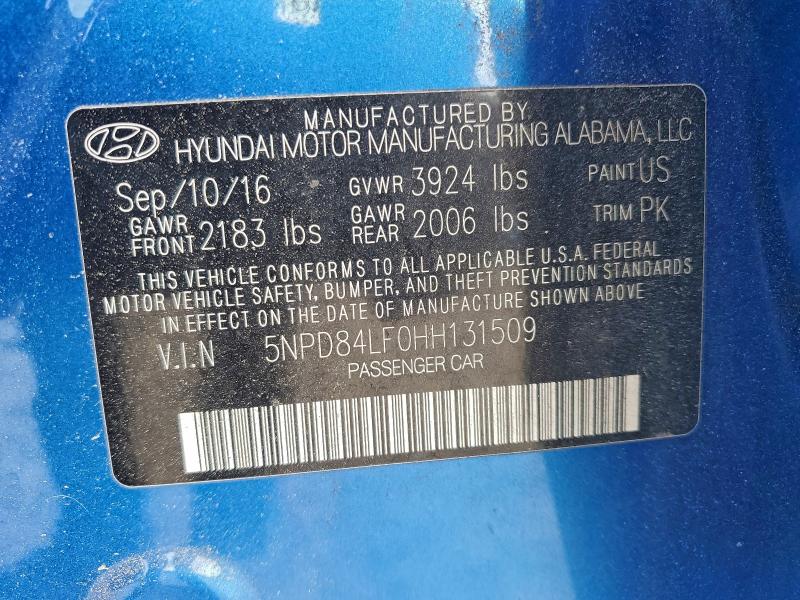 MANUFACTURED BY
HYUNDAI MOTOR MANUFACTURING ALABAMA, LLC
Sep/10/16 GVWR 3924 lbs PAINT US
GAWR FRONT 2183 lbs GAWR REAR 2006 lbs TRIM PK
THIS VEHICLE CONFORMS TO ALL APPLICABLE U.S.A. FEDERAL
MOTOR VEHICLE SAFETY, BUMPER, AND THEFT PREVENTION STANDARDS
IN EFFECT ON THE DATE OF MANUFACTURE SHOWN ABOVE
V.I.N 5NPD84LF0HH131509
PASSENGER CAR